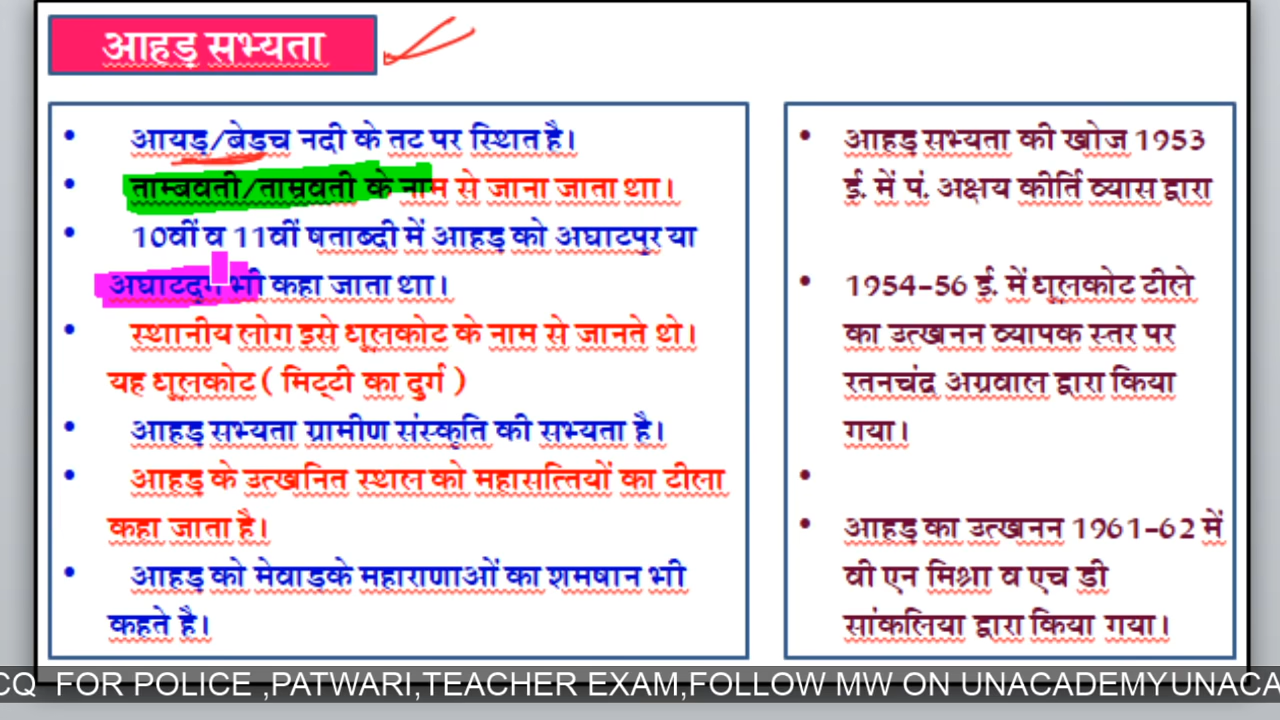 आहड़ सभ्यता
आयड़/बेडच नदी के तट पर स्थित है।
ताम्बवती/ताम्रवती के नाम से जाना जाता था।
10वीं व 11वीं षताब्दी में आहड़ को अघाटपुर या
अघाटदुर्ग भी कहा जाता था।
स्थाानीय लोग इसे धूलकोट के नाम से जानते थे।
यह धूलकोट ( मिट्टी का दुर्ग )
आहड़ सभ्यता ग्रामीण संस्कृति की सभ्यता है।
आहड़ के उत्खनित स्थाल को महासत्तियों का टीला
कहा जाता है।
आहड़ को मेवाड़के महाराणाओं का शमषान भी
कहते है।
आहड़ सभ्यता की खोज 1953
ई. में पं. अक्षय कीर्ति व्यास द्वारा
1954-56 ई. में धूलकोट टीले
का उत्खनन व्यापक स्तर पर
रतनचंद्र अग्रवाल द्वारा किया
गया।
आहड़ का उत्खनन 1961-62 में
वी एन मिश्रा व एच डी
सांकलिया द्वारा किया गया।
CQ FOR POLICE ,PATWARI,TEACHER EXAM,FOLLOW MW ON UNACADEMYUNACA